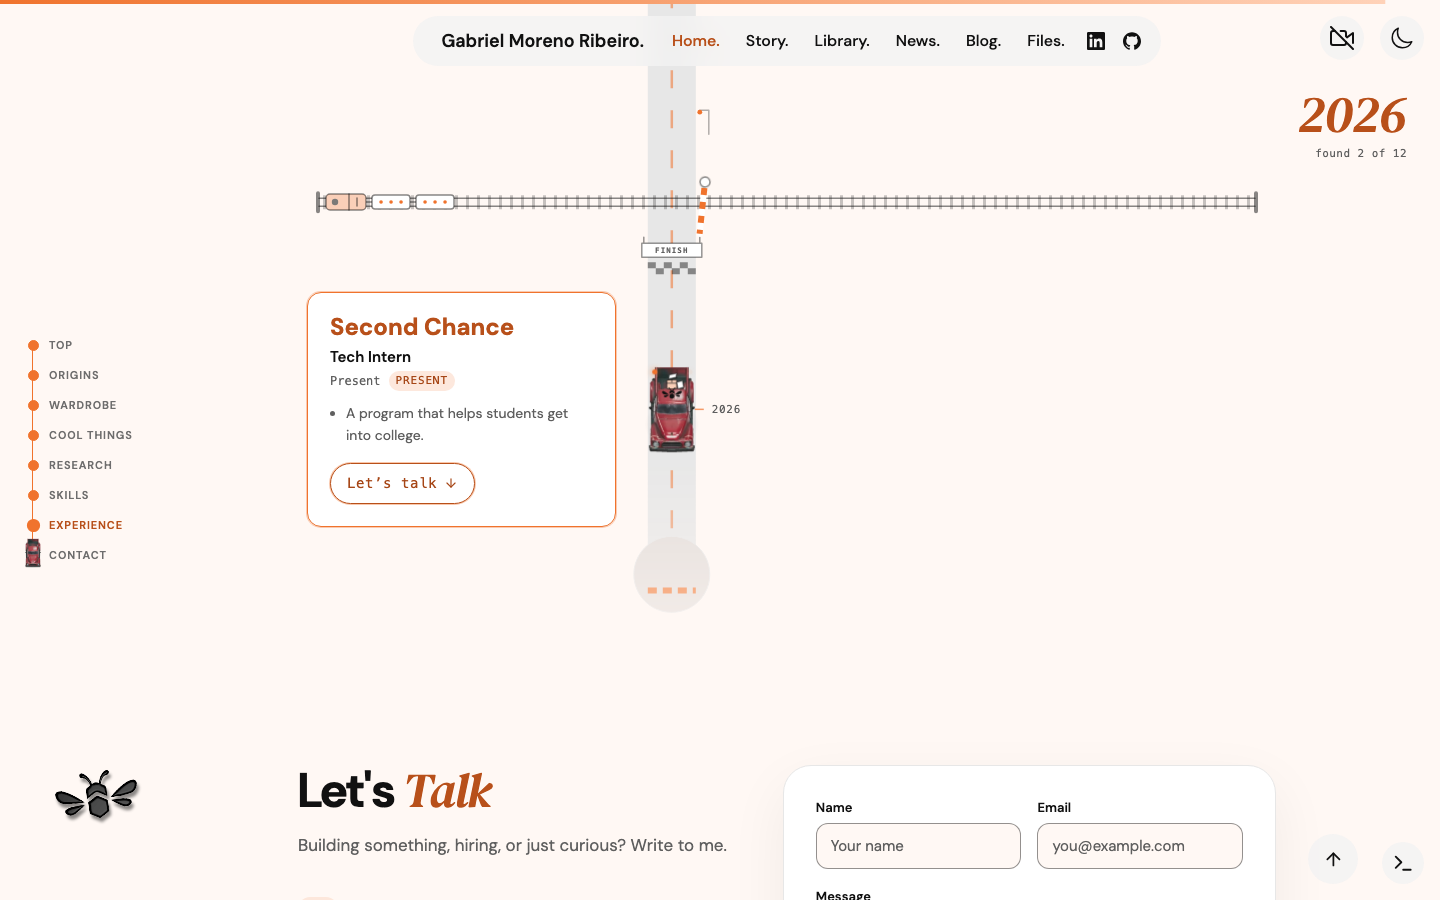 Gabriel Moreno Ribeiro.
Home.
Story.
Library.
News.
Blog.
Files.
2026
found 2 of 12
FINISH
Second Chance
Tech Intern
Present PRESENT
• A program that helps students get
into college.
Let’s talk ↓
2026
TOP
ORIGINS
WARDROBE
COOL THINGS
RESEARCH
SKILLS
EXPERIENCE
CONTACT
Let's Talk
Building something, hiring, or just curious? Write to me.
Name
Email
Your name
you@example.com
Message